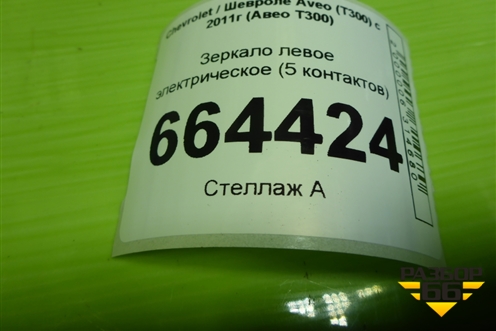 Chevrolet / Шевроле Aveo (T300) с
2011г (Авео Т300)
Зеркало левое
электрическое (5 контактов)
664424
Стеллаж А
РАЗБОР
66